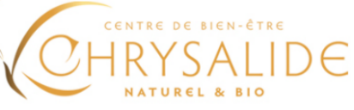 CENTRE DE BIEN-ÊTRE
CHRYSALIDE
NATUREL & BIO